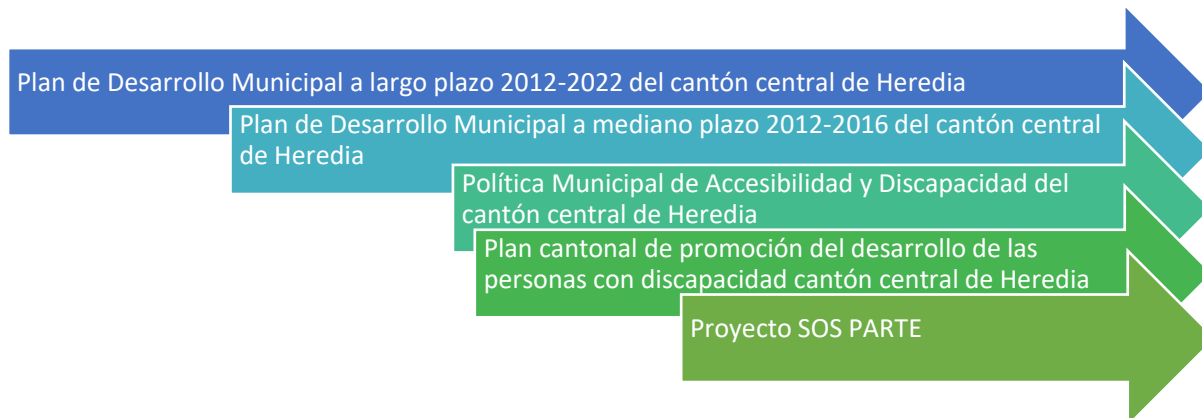 Plan de Desarrollo Municipal a largo plazo 2012-2022 del cantón central de Heredia
Plan de Desarrollo Municipal a mediano plazo 2012-2016 del cantón central
de Heredia
Política Municipal de Accesibilidad y Discapacidad del
cantón central de Heredia
Plan cantonal de promoción del desarrollo de las
personas con discapacidad cantón central de Heredia
Proyecto SOS PARTE